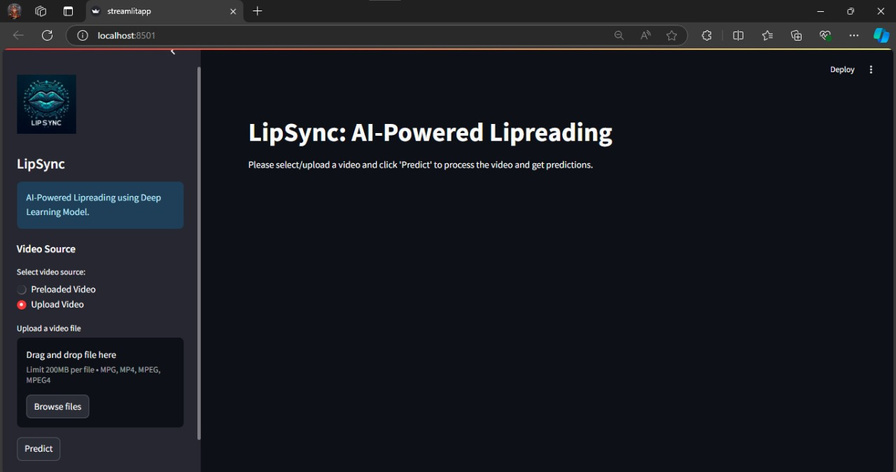 streamlitapp
localhost:8501
Deploy
LIP SYNC
LipSync
AI-Powered Lipreading using Deep
Learning Model.
Video Source
Select video source:
Preloaded Video
Upload Video
Upload a video file
Drag and drop file here
Limit 200MB per file • MPG, MP4, MPEG,
MPEG4
Browse files
Predict
LipSync: AI-Powered Lipreading
Please select/upload a video and click 'Predict' to process the video and get predictions.